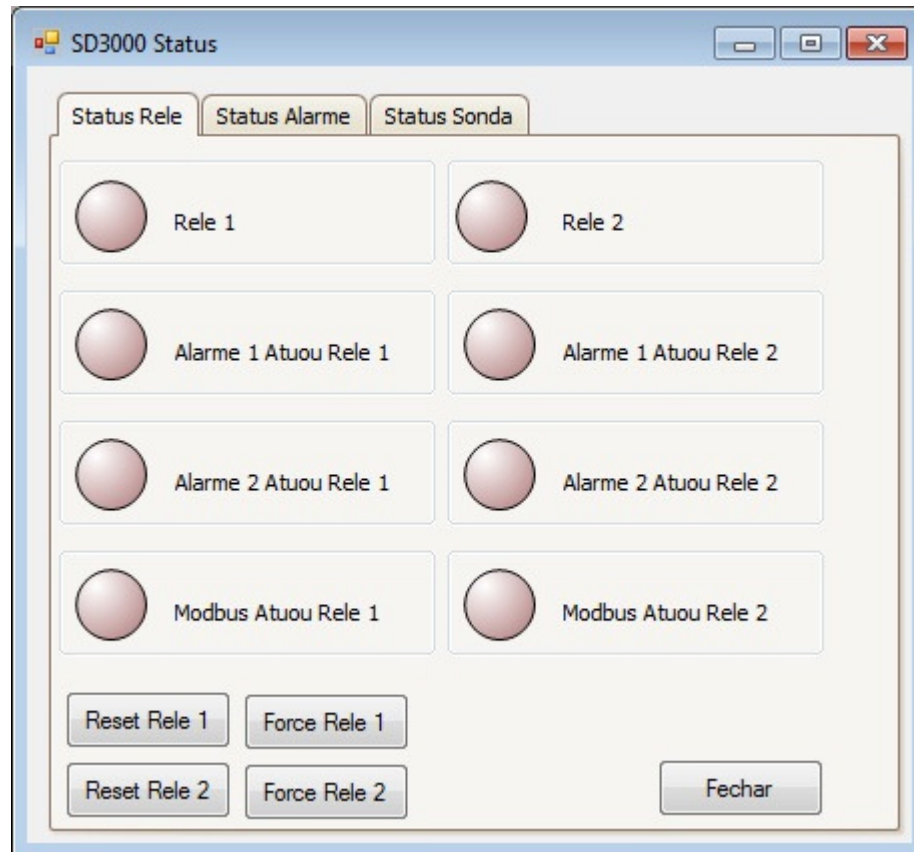 SD3000 Status
Status Rele Status Alarme Status Sonda
Rele 1 Rele 2
Alarme 1 Atuou Rele 1 Alarme 1 Atuou Rele 2
Alarme 2 Atuou Rele 1 Alarme 2 Atuou Rele 2
Modbus Atuou Rele 1 Modbus Atuou Rele 2
Reset Rele 1 Force Rele 1
Reset Rele 2 Force Rele 2 Fechar